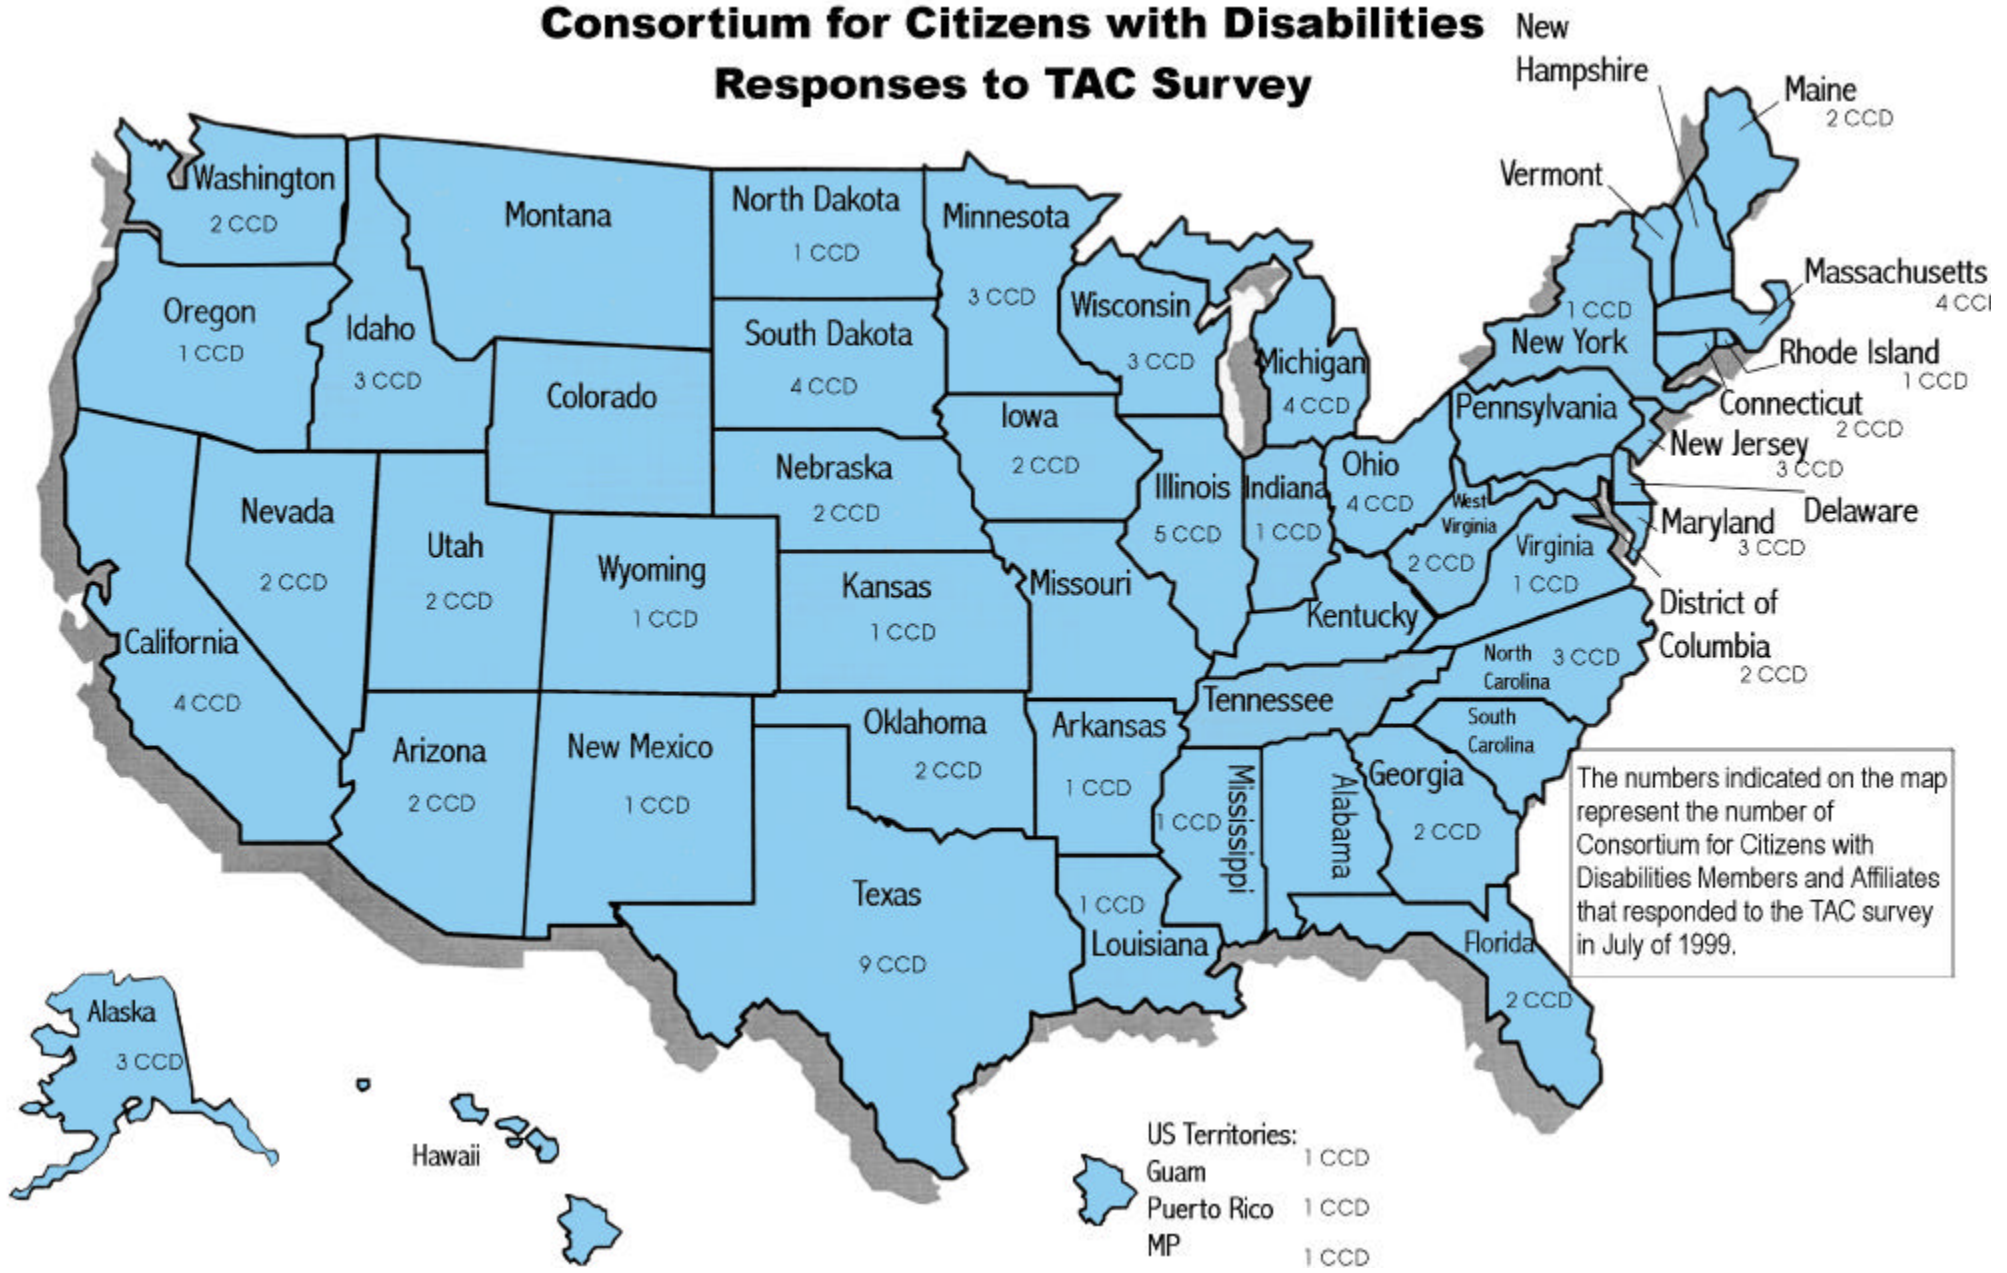 Consortium for Citizens with Disabilities
Responses to TAC Survey
New
Hampshire
Maine
2 CCD
Vermont
Washington
2 CCD
Montana
North Dakota
1 CCD
Minnesota
3 CCD
Massachusetts
4 CCI
Oregon
1 CCD
Idaho
3 CCD
South Dakota
4 CCD
Wisconsin
3 CCD
Michigan
4 CCD
1 CCD
New York
Rhode Island
1 CCD
Colorado
Iowa
2 CCD
Pennsylvania
Connecticut
2 CCD
New Jersey
3 CCD
Nebraska
2 CCD
Illinois
5 CCD
Indiana
1 CCD
Ohio
4 CCD
West
Virginia
2 CCD
Delaware
Maryland
3 CCD
Nevada
2 CCD
Utah
2 CCD
Wyoming
1 CCD
Kansas
1 CCD
Missouri
Kentucky
Virginia
1 CCD
District of
Columbia
2 CCD
California
4 CCD
North
Carolina
3 CCD
Tennessee
South
Carolina
Arizona
2 CCD
New Mexico
1 CCD
Oklahoma
2 CCD
Arkansas
1 CCD
Mississippi
1 CCD
Alabama
Georgia
2 CCD
The numbers indicated on the map
represent the number of
Consortium for Citizens with
Disabilities Members and Affiliates
that responded to the TAC survey
in July of 1999.
Texas
9 CCD
1 CCD
Louisiana
Florida
2 CCD
Alaska
3 CCD
Hawaii
US Territories:
1 CCD
Guam
Puerto Rico
1 CCD
MP
1 CCD